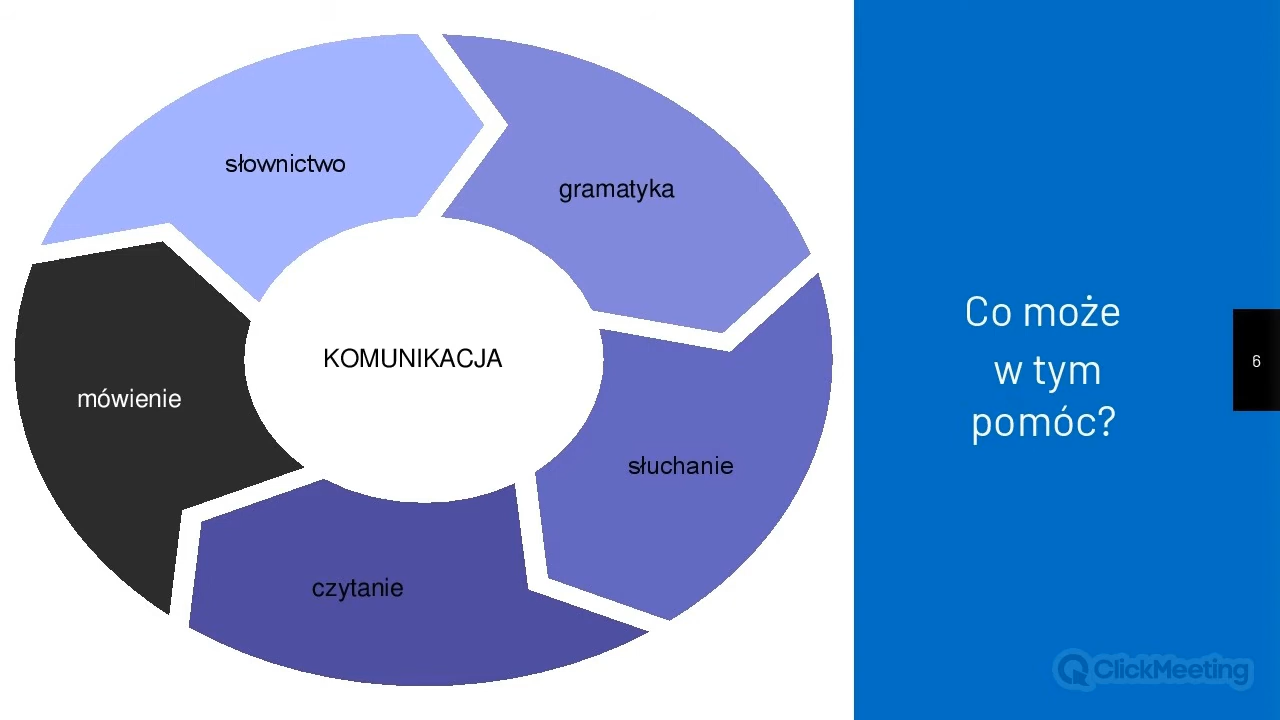 słownictwo
gramatyka
KOMUNIKACJA
mówienie
słuchanie
czytanie
Co może
w tym
pomóc?
6
ClickMeeting